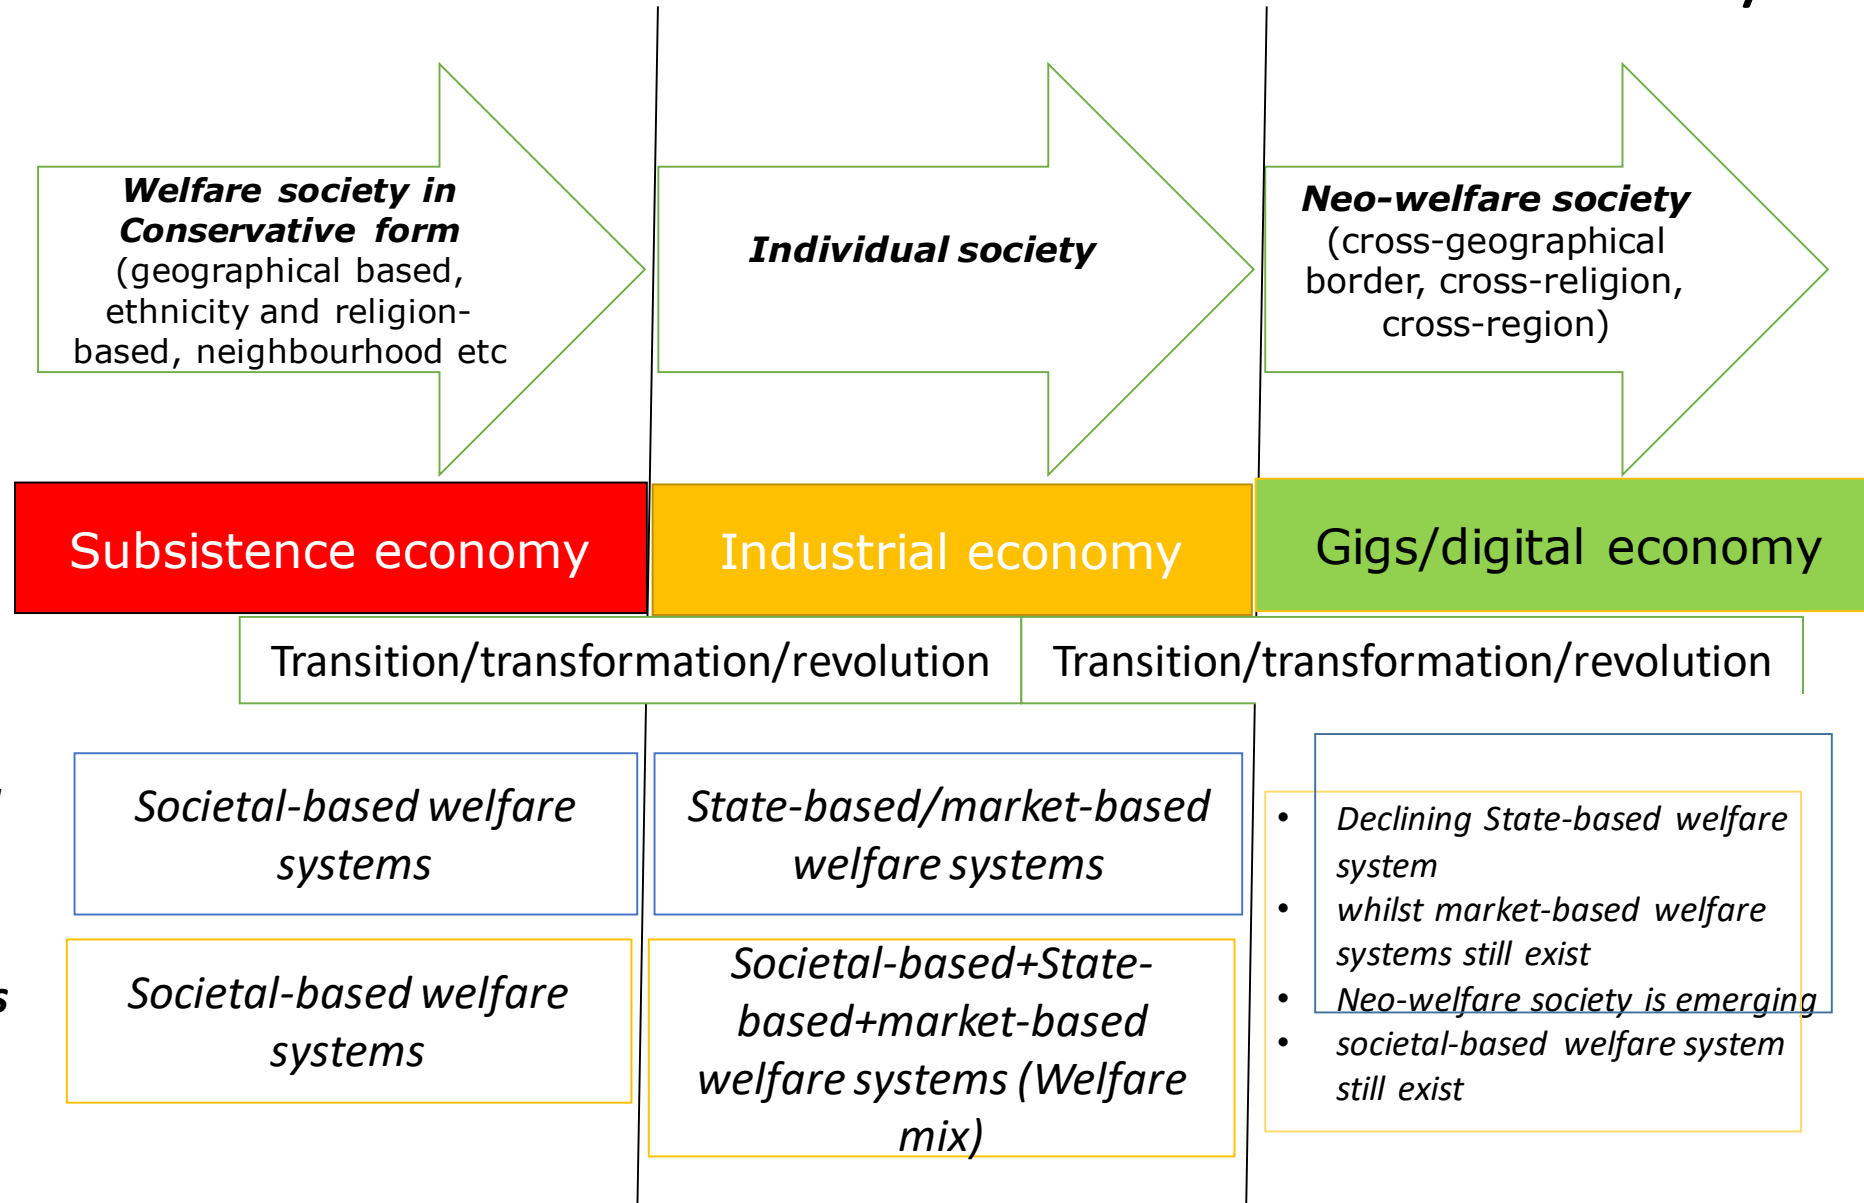 Welfare society in
Conservative form
(geographical based,
ethnicity and religion-
based, neighbourhood etc
Individual society
Neo-welfare society
(cross-geographical
border, cross-religion,
cross-region)
Subsistence economy
Industrial economy
Gigs/digital economy
Transition/transformation/revolution
Transition/transformation/revolution
Societal-based welfare
systems
State-based/market-based
welfare systems
Societal-based welfare
systems
Societal-based+State-
based+market-based
welfare systems (Welfare
mix)
• Declining State-based welfare
system
• whilst market-based welfare
systems still exist
• Neo-welfare society is emerging
• societal-based welfare system
still exist